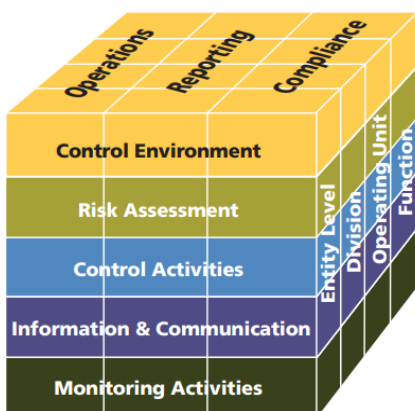 Operations
Reporting
Compliance
Control Environment
Risk Assessment
Control Activities
Information & Communication
Monitoring Activities
Entity Level
Division
Operating Unit
Function